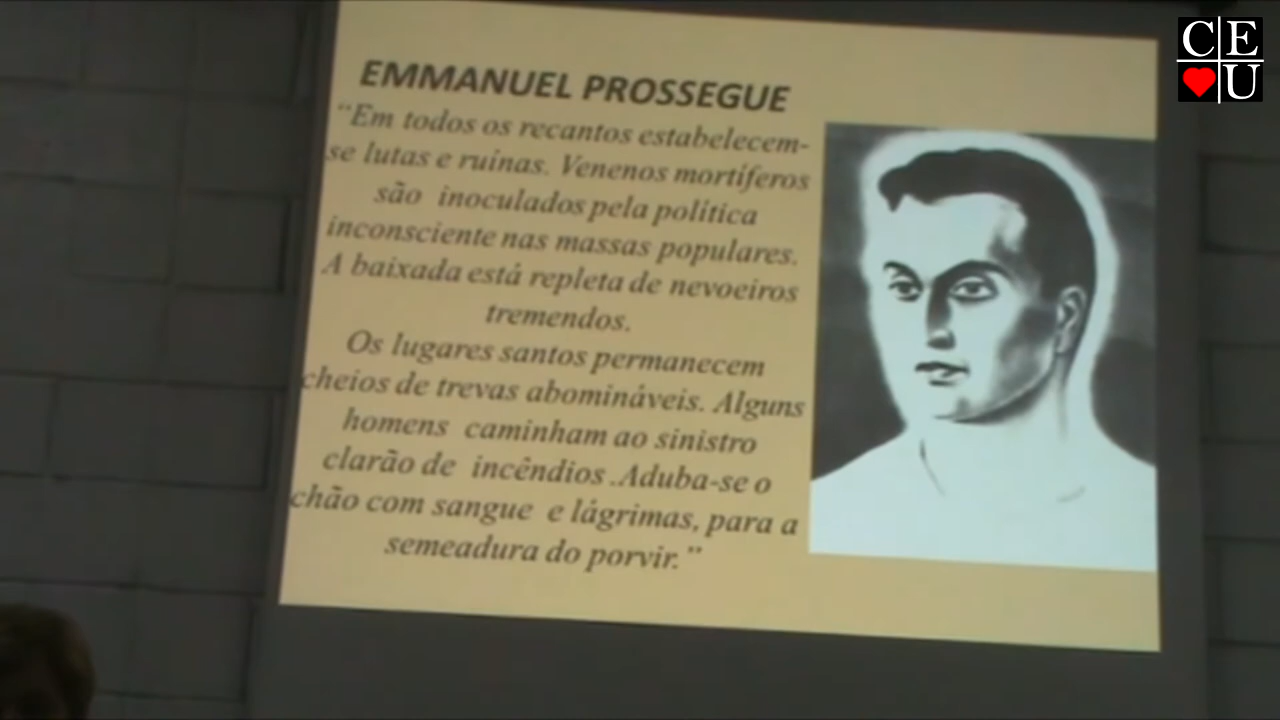 C E
U
EMMANUEL PROSSEGUE
“Em todos os recantos estabelecem-
se lutas e ruínas. Venenos mortíferos
são inoculados pela política
inconsciente nas massas populares.
A baixada está repleta de nevoeiros
tremendos.
Os lugares santos permanecem
cheios de trevas abomináveis. Alguns
homens caminham ao sinistro
clarão de incêndios .Aduba-se o
chão com sangue e lágrimas, para a
semeadura do porvir.”